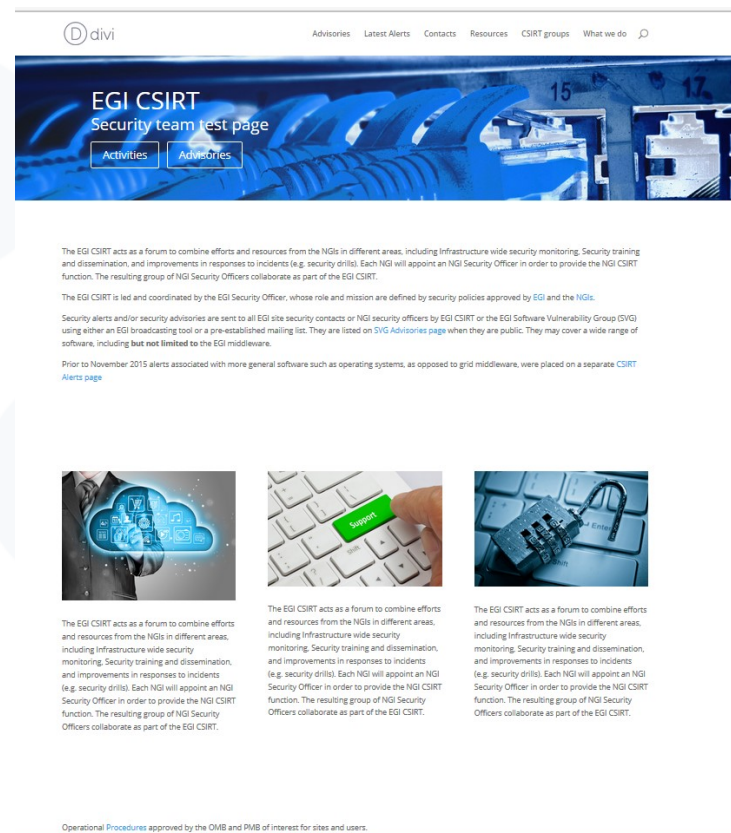 D divi
Advisories Latest Alerts Contacts Resources CSIRT groups What we do
15 17
EGI CSIRT
Security team test page
Activities Advisories
The EGI CSIRT acts as a forum to combine efforts and resources from the NGIs in different areas, including Infrastructure wide security monitoring, Security training
and dissemination, and improvements in responses to incidents (e.g. security drills). Each NGI will appoint an NGI Security Officer in order to provide the NGI CSIRT
function. The resulting group of NGI Security Officers collaborate as part of the EGI CSIRT.
The EGI CSIRT is led and coordinated by the EGI Security Officer, whose role and mission are defined by security policies approved by EGI and the NGIs.
Security alerts and/or security advisories are sent to all EGI site security contacts or NGI security officers by EGI CSIRT or the EGI Software Vulnerability Group (SVG)
using either an EGI broadcasting tool or a pre-established mailing list. They are listed on SVG Advisories page when they are public. They may cover a wide range of
software, including but not limited to the EGI middleware.
Prior to November 2015 alerts associated with more general software such as operating systems, as opposed to grid middleware, were placed on a separate CSIRT
Alerts page
Support
Shift
Enter
Shift
The EGI CSIRT acts as a forum to combine efforts
and resources from the NGIs in different areas,
including Infrastructure wide security
monitoring, Security training and dissemination,
and improvements in responses to incidents
(e.g. security drills). Each NGI will appoint an NGI
Security Officer in order to provide the NGI CSIRT
function. The resulting group of NGI Security
Officers collaborate as part of the EGI CSIRT.
The EGI CSIRT acts as a forum to combine efforts
and resources from the NGIs in different areas,
including Infrastructure wide security
monitoring, Security training and dissemination,
and improvements in responses to incidents
(e.g. security drills). Each NGI will appoint an NGI
Security Officer in order to provide the NGI CSIRT
function. The resulting group of NGI Security
Officers collaborate as part of the EGI CSIRT.
The EGI CSIRT acts as a forum to combine efforts
and resources from the NGIs in different areas,
including Infrastructure wide security
monitoring, Security training and dissemination,
and improvements in responses to incidents
(e.g. security drills). Each NGI will appoint an NGI
Security Officer in order to provide the NGI CSIRT
function. The resulting group of NGI Security
Officers collaborate as part of the EGI CSIRT.
Operational Procedures approved by the OMB and PMB of interest for sites and users.